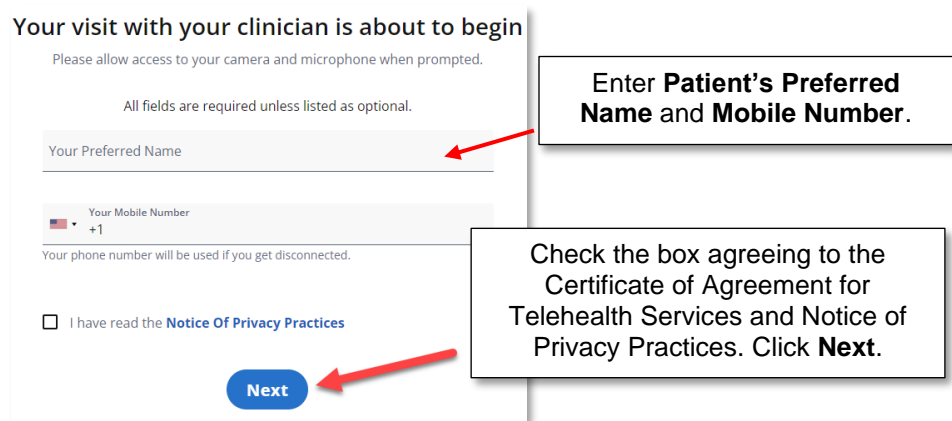 Your visit with your clinician is about to begin
Please allow access to your camera and microphone when prompted.
All fields are required unless listed as optional.
Your Preferred Name
Your Mobile Number
+1
Your phone number will be used if you get disconnected.
I have read the Notice Of Privacy Practices
Next
Enter Patient's Preferred
Name and Mobile Number.
Check the box agreeing to the
Certificate of Agreement for
Telehealth Services and Notice of
Privacy Practices. Click Next.